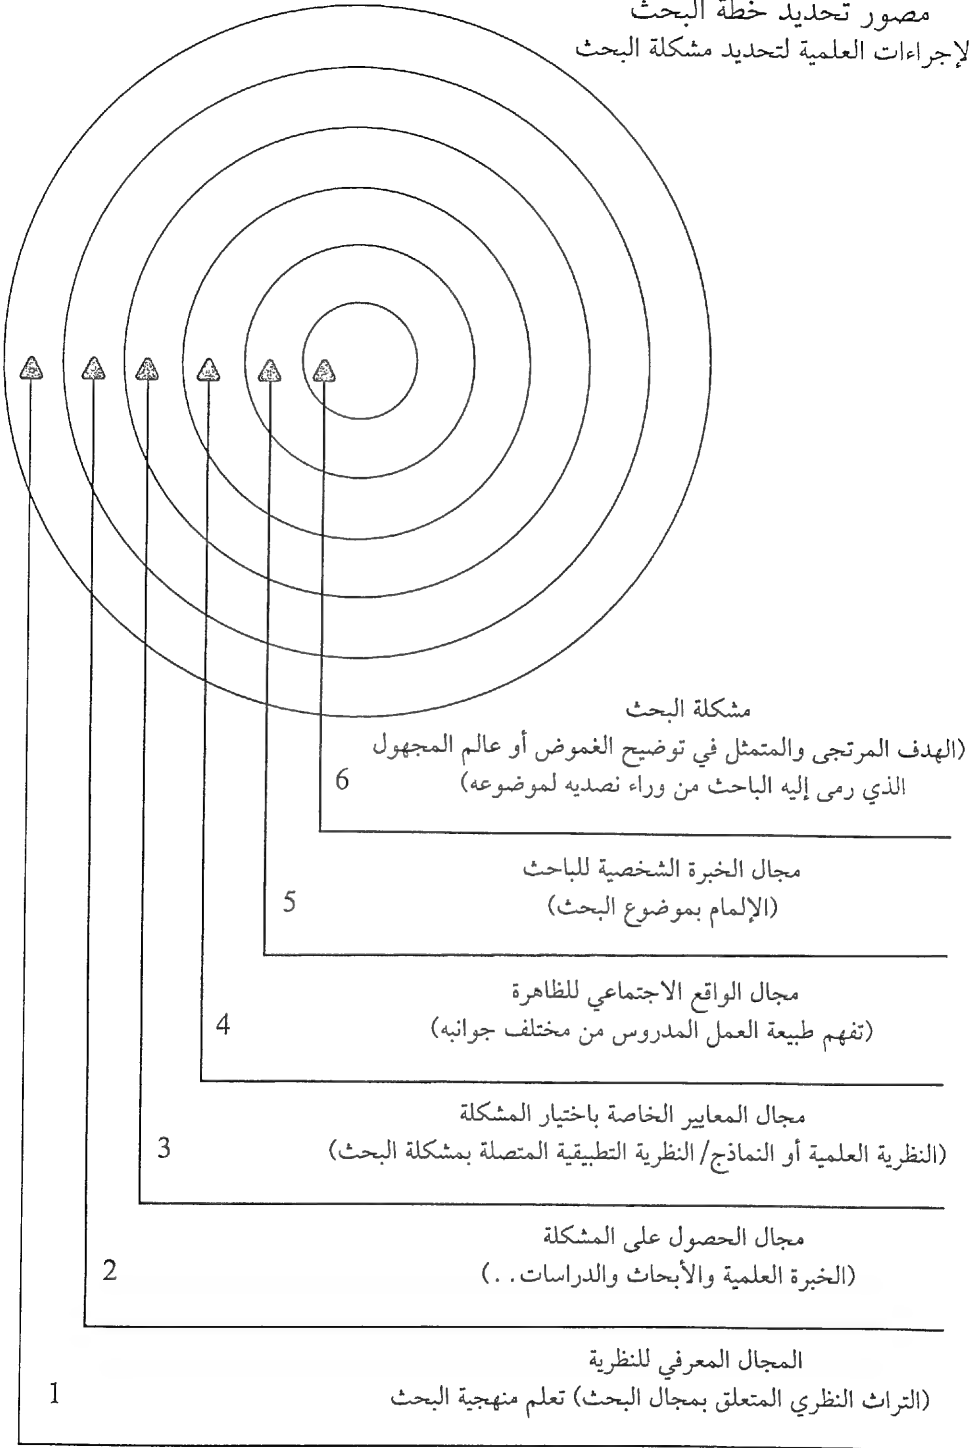 مصور تحديد خطة البحث
لإجراءات العلمية لتحديد مشكلة البحث
مشكلة البحث
(الهدف المرتجى والمتمثل في توضيح الغموض أو عالم المجهول
الذي رمى إليه الباحث من وراء نصديه لموضوعه)
6
مجال الخبرة الشخصية للباحث
(الإلمام بموضوع البحث)
5
مجال الواقع الاجتماعي للظاهرة
(تفهم طبيعة العمل المدروس من مختلف جوانبه)
4
مجال المعايير الخاصة باختيار المشكلة
(النظرية العلمية أو النماذج/ النظرية التطبيقية المتصلة بمشكلة البحث)
3
مجال الحصول على المشكلة
(الخبرة العلمية والأبحاث والدراسات..)
2
المجال المعرفي للنظرية
(التراث النظري المتعلق بمجال البحث) تعلم منهجية البحث
1